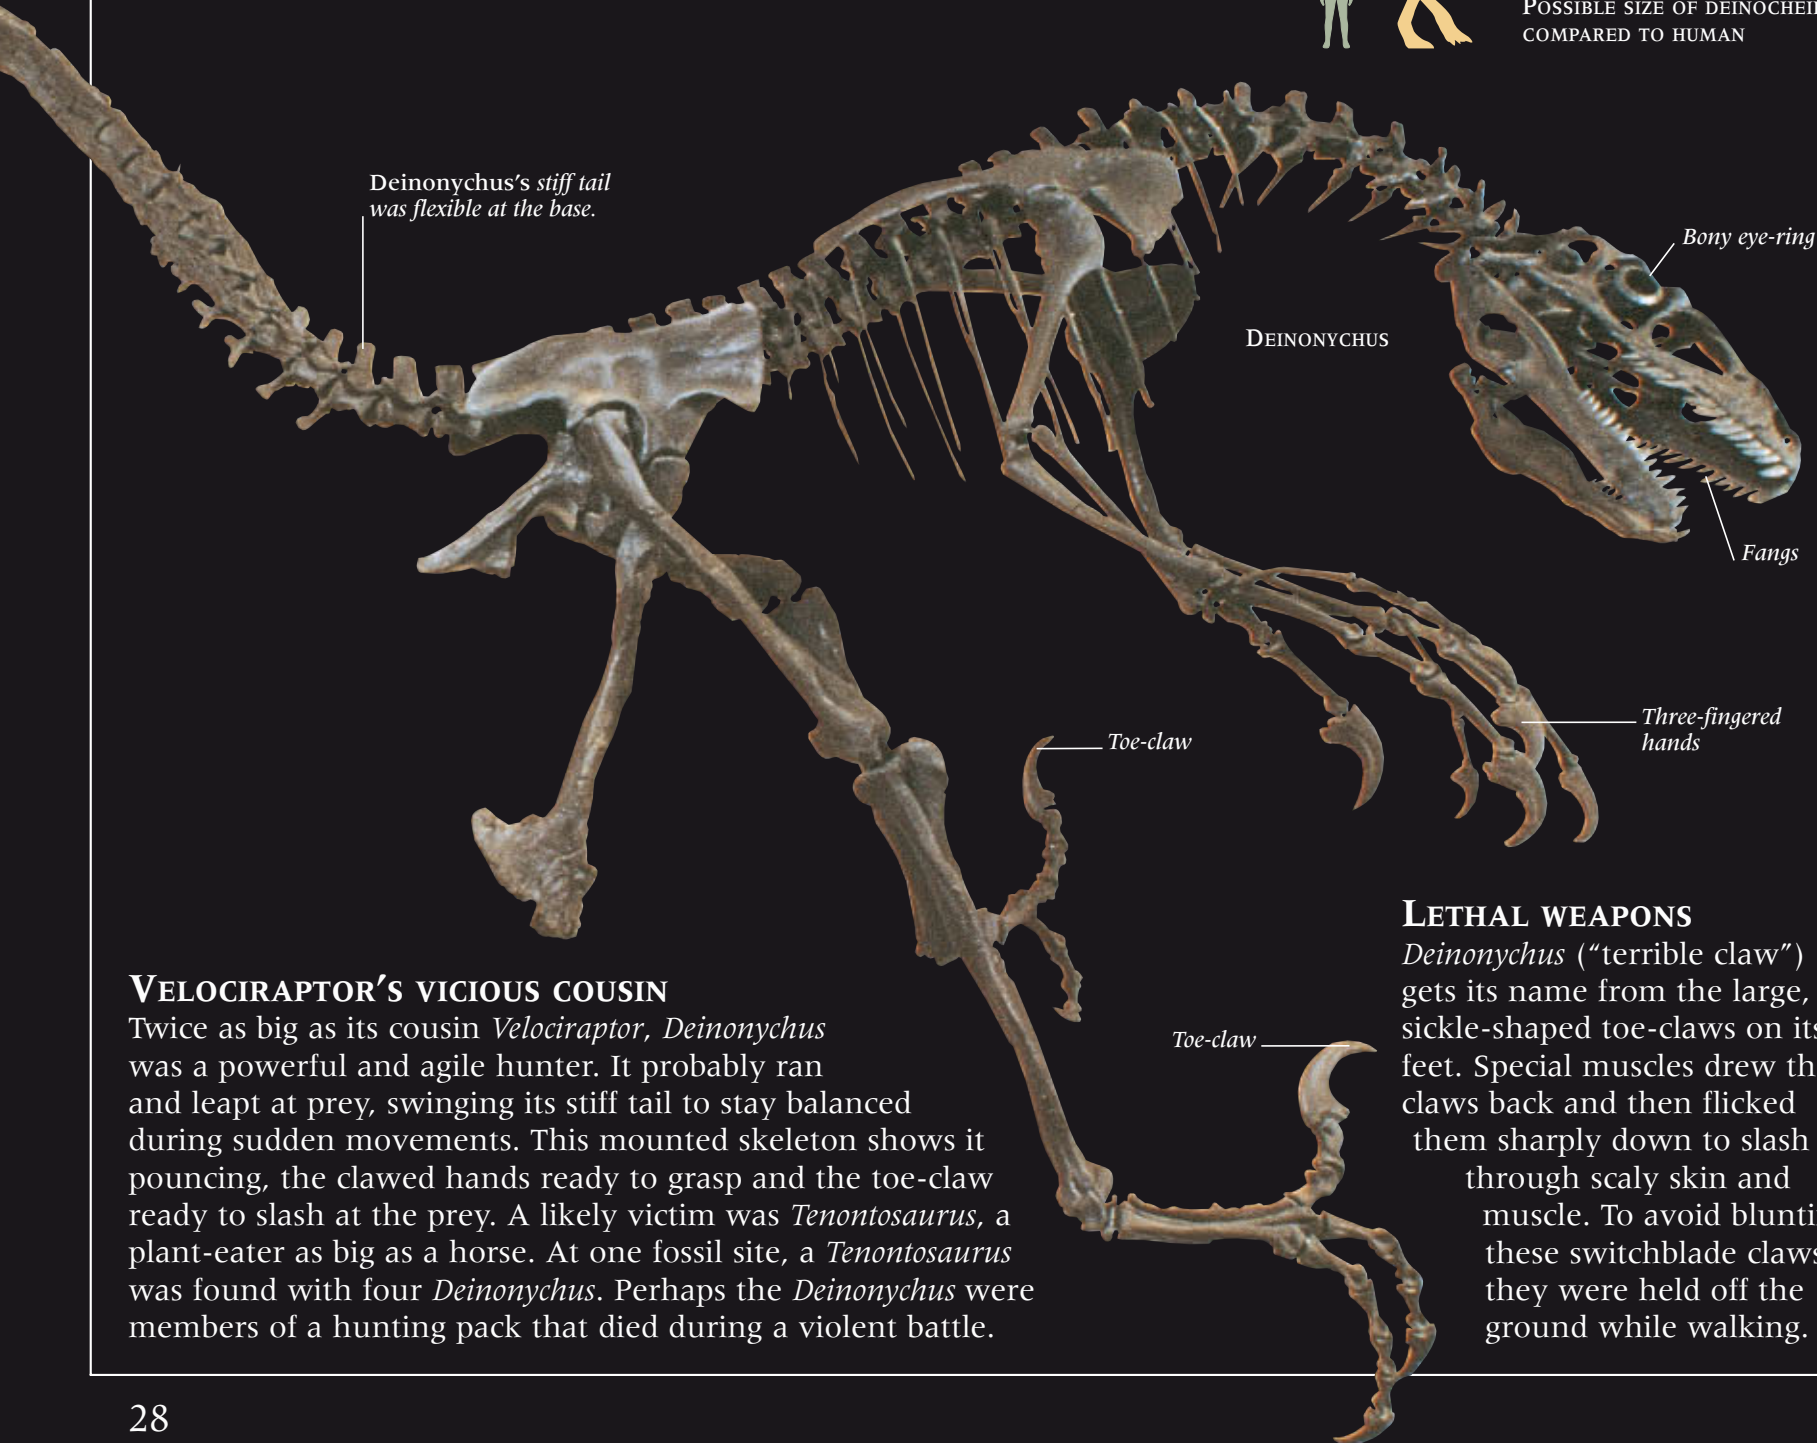 POSSIBLE SIZE OF
COMPARED TO HUMAN
Deinonychus's stiff tail
was flexible at the base.
Bony eye-ring
DEINONYCHUS
Fangs
Three-fingered
hands
Toe-claw
Toe-claw
LETHAL WEAPONS
Deinonychus (“terrible claw”)
gets its name from the large,
sickle-shaped toe-claws on its
feet. Special muscles drew
claws back and then flicked
them sharply down to slash
through scaly skin and
muscle. To avoid
these switchblade claws
they were held off the
ground while walking.
VELOCIRAPTOR'S VICIOUS COUSIN
Twice as big as its cousin Velociraptor, Deinonychus
was a powerful and agile hunter. It probably ran
and leapt at prey, swinging its stiff tail to stay balanced
during sudden movements. This mounted skeleton shows it
pouncing, the clawed hands ready to grasp and the toe-claw
ready to slash at the prey. A likely victim was Tenontosaurus, a
plant-eater as big as a horse. At one fossil site, a Tenontosaurus
was found with four Deinonychus. Perhaps the Deinonychus were
members of a hunting pack that died during a violent battle.
28